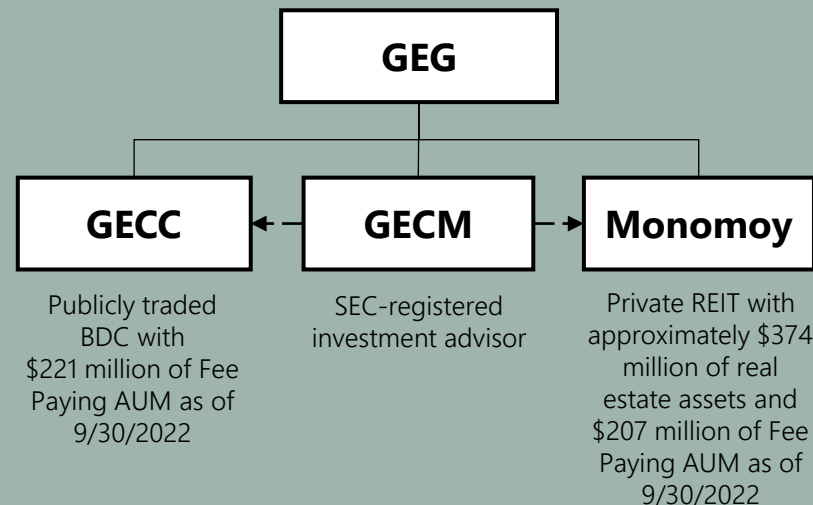 GEG
GECC
GECM
Monomoy
Publicly traded
BDC with
$221 million of Fee
Paying AUM as of
9/30/2022
SEC-registered
investment advisor
Private REIT with
approximately $374
million of real
estate assets and
$207 million of Fee
Paying AUM as of
9/30/2022